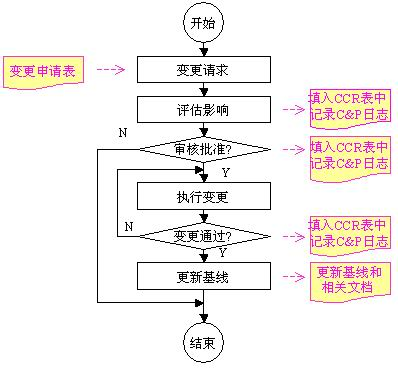 开始
变更申请表
变更请求
评估影响
填入CCR表中
记录C&P日志
N
审核批准?
填入CCR表中
记录C&P日志
Y
执行变更
N
变更通过?
填入CCR表中
记录C&P日志
Y
更新基线
更新基线和
相关文档
结束